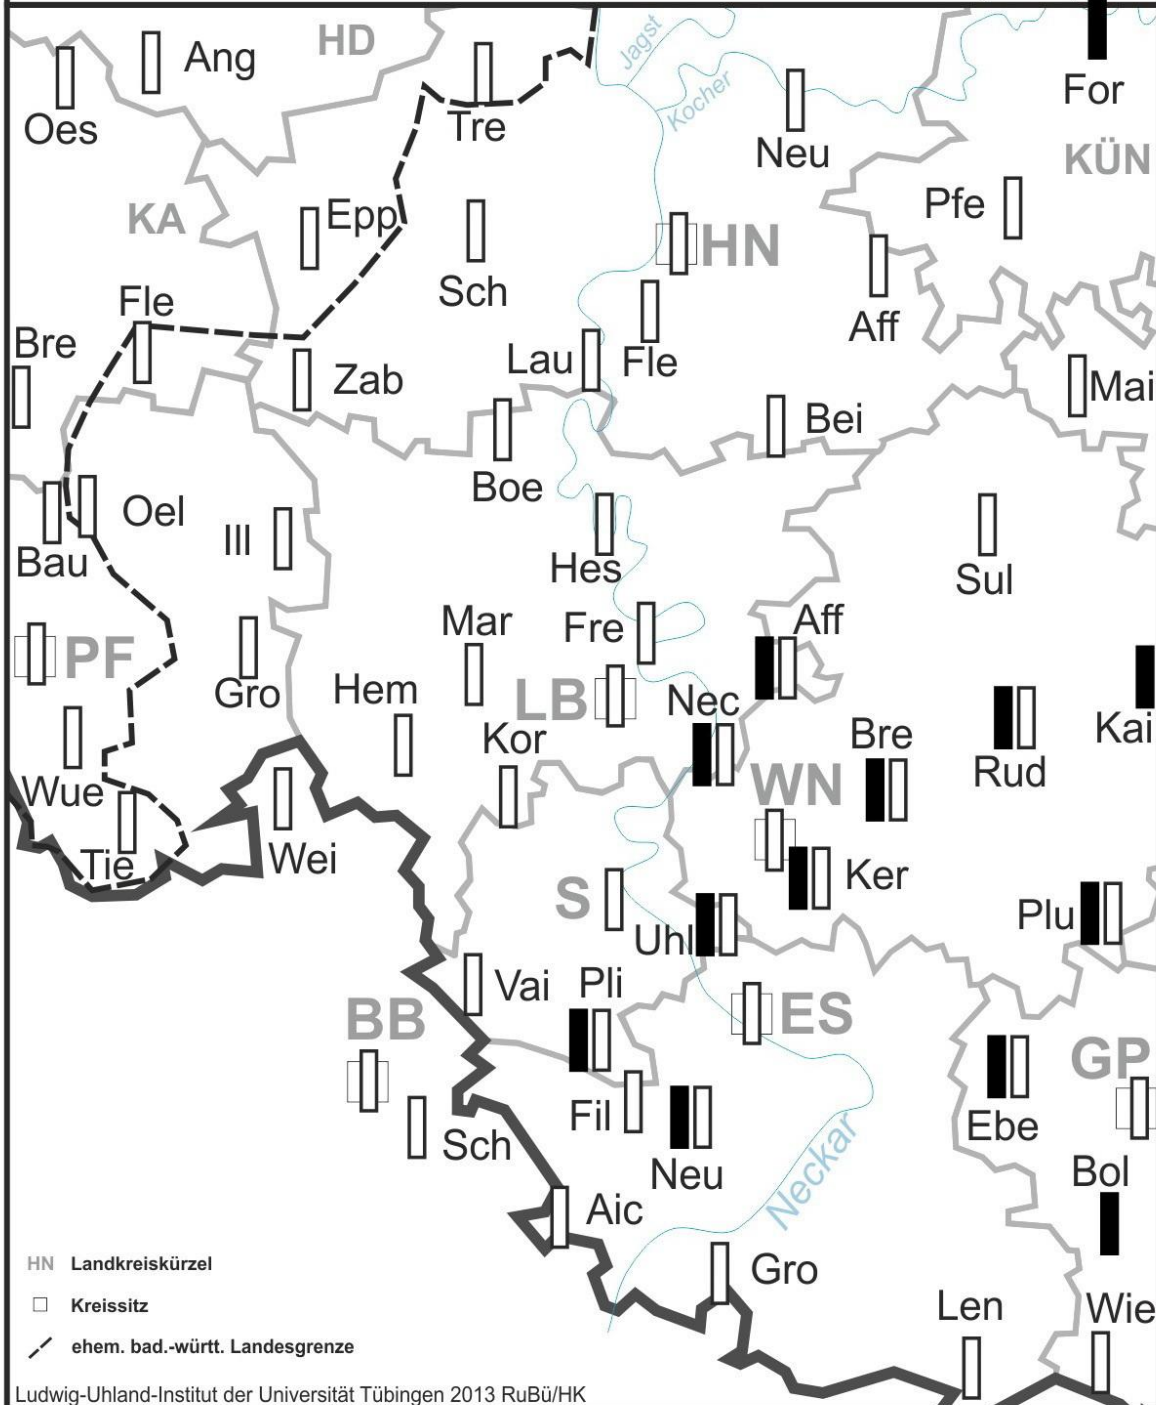 HD
Ang
Jagst
Kocher
For
Oes
Tre
Neu
KÜN
KA
Epp
Pfe
HN
Sch
Aff
Fle
Bre
Lau
Fle
Zab
Mai
Bei
Boe
Oel
Ill
Bau
Hes
Sul
Mar
Fre
Aff
PF
Gro
Hem
LB
Nec
Kor
Bre
Kai
Rud
Wue
WN
Tie
Wei
Ker
S
Uhl
Plu
Vai
Pli
BB
ES
GP
Fil
Ebe
Sch
Neu
Neckar
Bol
Aic
Gro
Len
Wie
HN Landkreiskürzel
Kreissitz
ehem. bad.-württ. Landesgrenze
Ludwig-Uhland-Institut der Universität Tübingen 2013 RuBü/HK